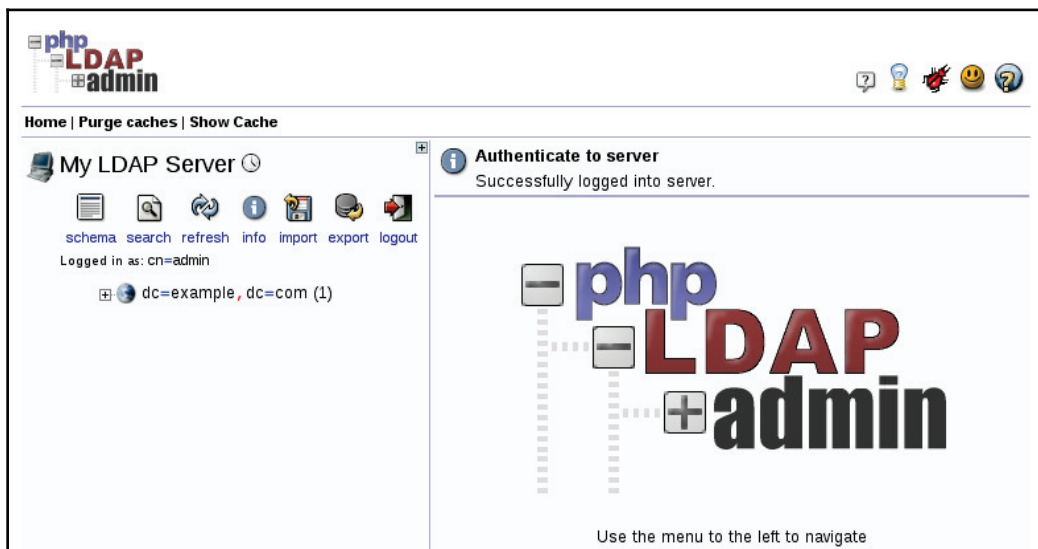 php
LDAP
admin
Home | Purge caches | Show Cache
My LDAP Server
schema search refresh info import export logout
Logged in as: cn=admin
dc=example, dc=com (1)
Authenticate to server
Successfully logged into server.
php
LDAP
admin
Use the menu to the left to navigate